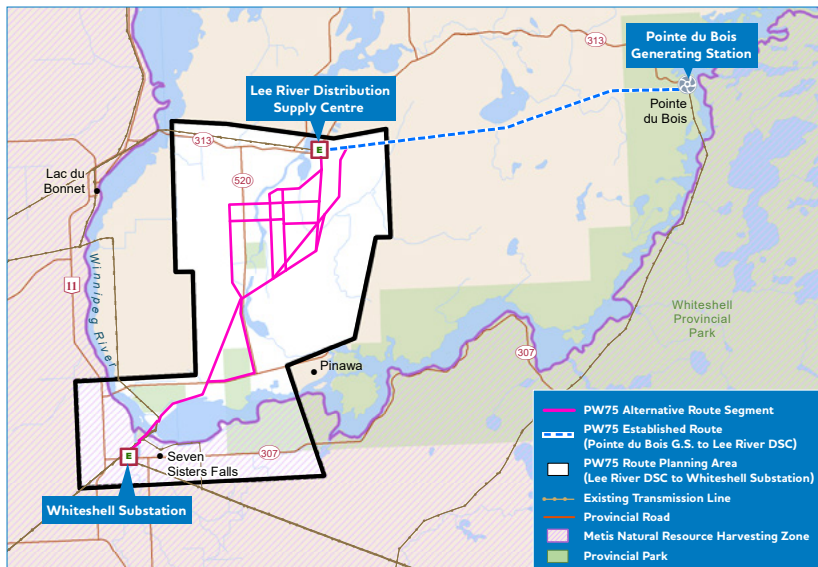 Pointe du Bois
Generating Station
313
Lee River Distribution
Supply Centre
Pointe
du Bois
E
313
520
Lac du
Bonnet
11
Winnipeg River
Whiteshell
Provincial
Park
307
Pinawa
E
Seven
Sisters Falls
307
Whiteshell Substation
PW75 Alternative Route Segment
PW75 Established Route
(Pointe du Bois G.S. to Lee River DSC)
PW75 Route Planning Area
(Lee River DSC to Whiteshell Substation)
Existing Transmission Line
Provincial Road
Metis Natural Resource Harvesting Zone
Provincial Park